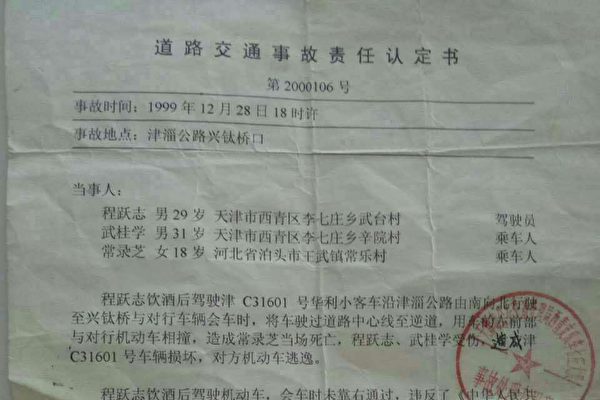 道路交通事故责任认定书
第 2000106 号
事故时间：1999 年 12 月 28 日 18 时许
事故地点：津淄公路兴钛桥口
当事人：
程跃志 男 29 岁 天津市西青区李七庄乡武台村 驾驶员
武桂学 男 31 岁 天津市西青区李七庄乡辛院村 乘车人
常录芝 女 18 岁 河北省泊头市王武镇常乐村 乘车人
程跃志饮酒后驾驶津 C31601 号华利小客车沿津淄公路由南向北行驶
至兴钛桥与对行车辆会车时，将车驶过道路中心线至逆道，用车的左前部
与对行机动车相撞，造成常录芝当场死亡，程跃志、武桂学受伤，造成津
C31601 号车辆损坏，对方机动车逃逸。
程跃志饮酒后驾驶机动车，会车时未靠右通过，违反了《中华人民共